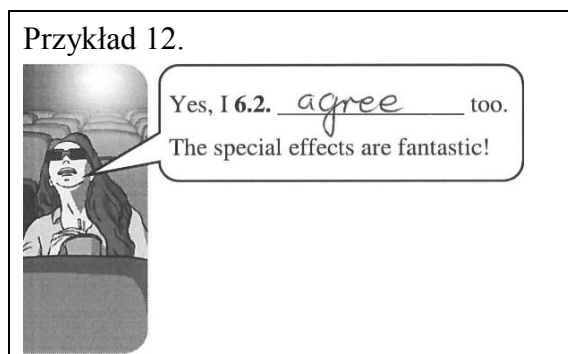 Przykład 12.
Yes, I 6.2. agree too.
The special effects are fantastic!